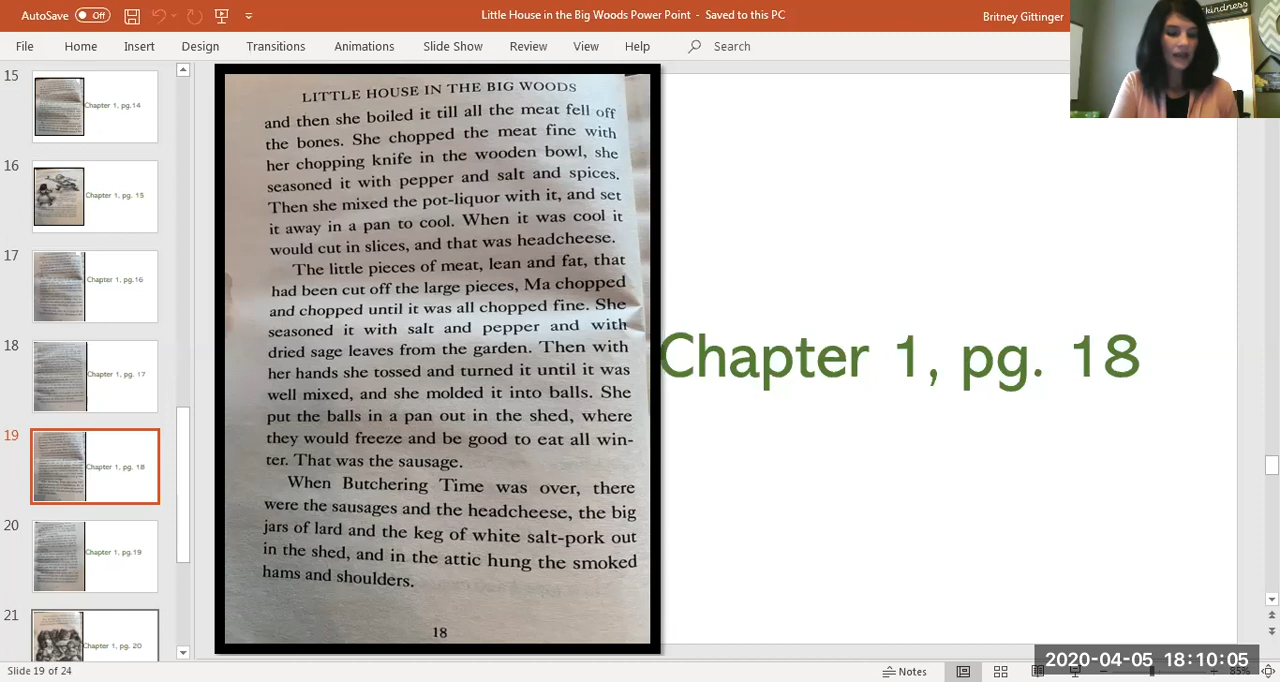 AutoSave Off
Little House in the Big Woods Power Point - Saved to this PC
Britney Gittinger
kindness
File Home Insert Design Transitions Animations Slide Show Review View Help Search
15
Chapter 1, pg.14
16
Chapter 1, pg. 15
17
Chapter 1, pg.16
18
Chapter 1, pg. 17
19
Chapter 1, pg. 18
20
Chapter 1, pg.19
21
Chapter 1, pg. 20
LITTLE HOUSE IN THE BIG WOODS
and then she boiled it till all the meat fell off
the bones. She chopped the meat fine with
her chopping knife in the wooden bowl, she
seasoned it with pepper and salt and spices.
Then she mixed the pot-liquor with it, and set
it away in a pan to cool. When it was cool it
would cut in slices, and that was headcheese.
The little pieces of meat, lean and fat, that
had been cut off the large pieces, Ma chopped
and chopped until it was all chopped fine. She
seasoned it with salt and pepper and with
dried sage leaves from the garden. Then with
her hands she tossed and turned it until it was
well mixed, and she molded it into balls. She
put the balls in a pan out in the shed, where
they would freeze and be good to eat all win-
ter. That was the sausage.
When Butchering Time was over, there
were the sausages and the headcheese, the big
jars of lard and the keg of white salt-pork out
in the shed, and in the attic hung the smoked
hams and shoulders.
18
Chapter 1, pg. 18
Slide 19 of 24
Notes
2020-04-05 18:10:05